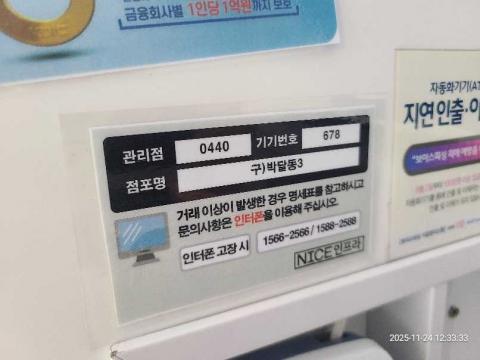 금융회사별 1인당 1억원까지 보호
관리점 0440 기기번호 678
점포명 구)박달동3
거래 이상이 발생한 경우 명세표를 참고하시고
문의사항은 인터폰을 이용해 주십시오.
인터폰 고장 시 1566-2566 / 1588-2588
NICE인프라
자동화기기(AT
지연인출·이
2025-11-24 12:33:33